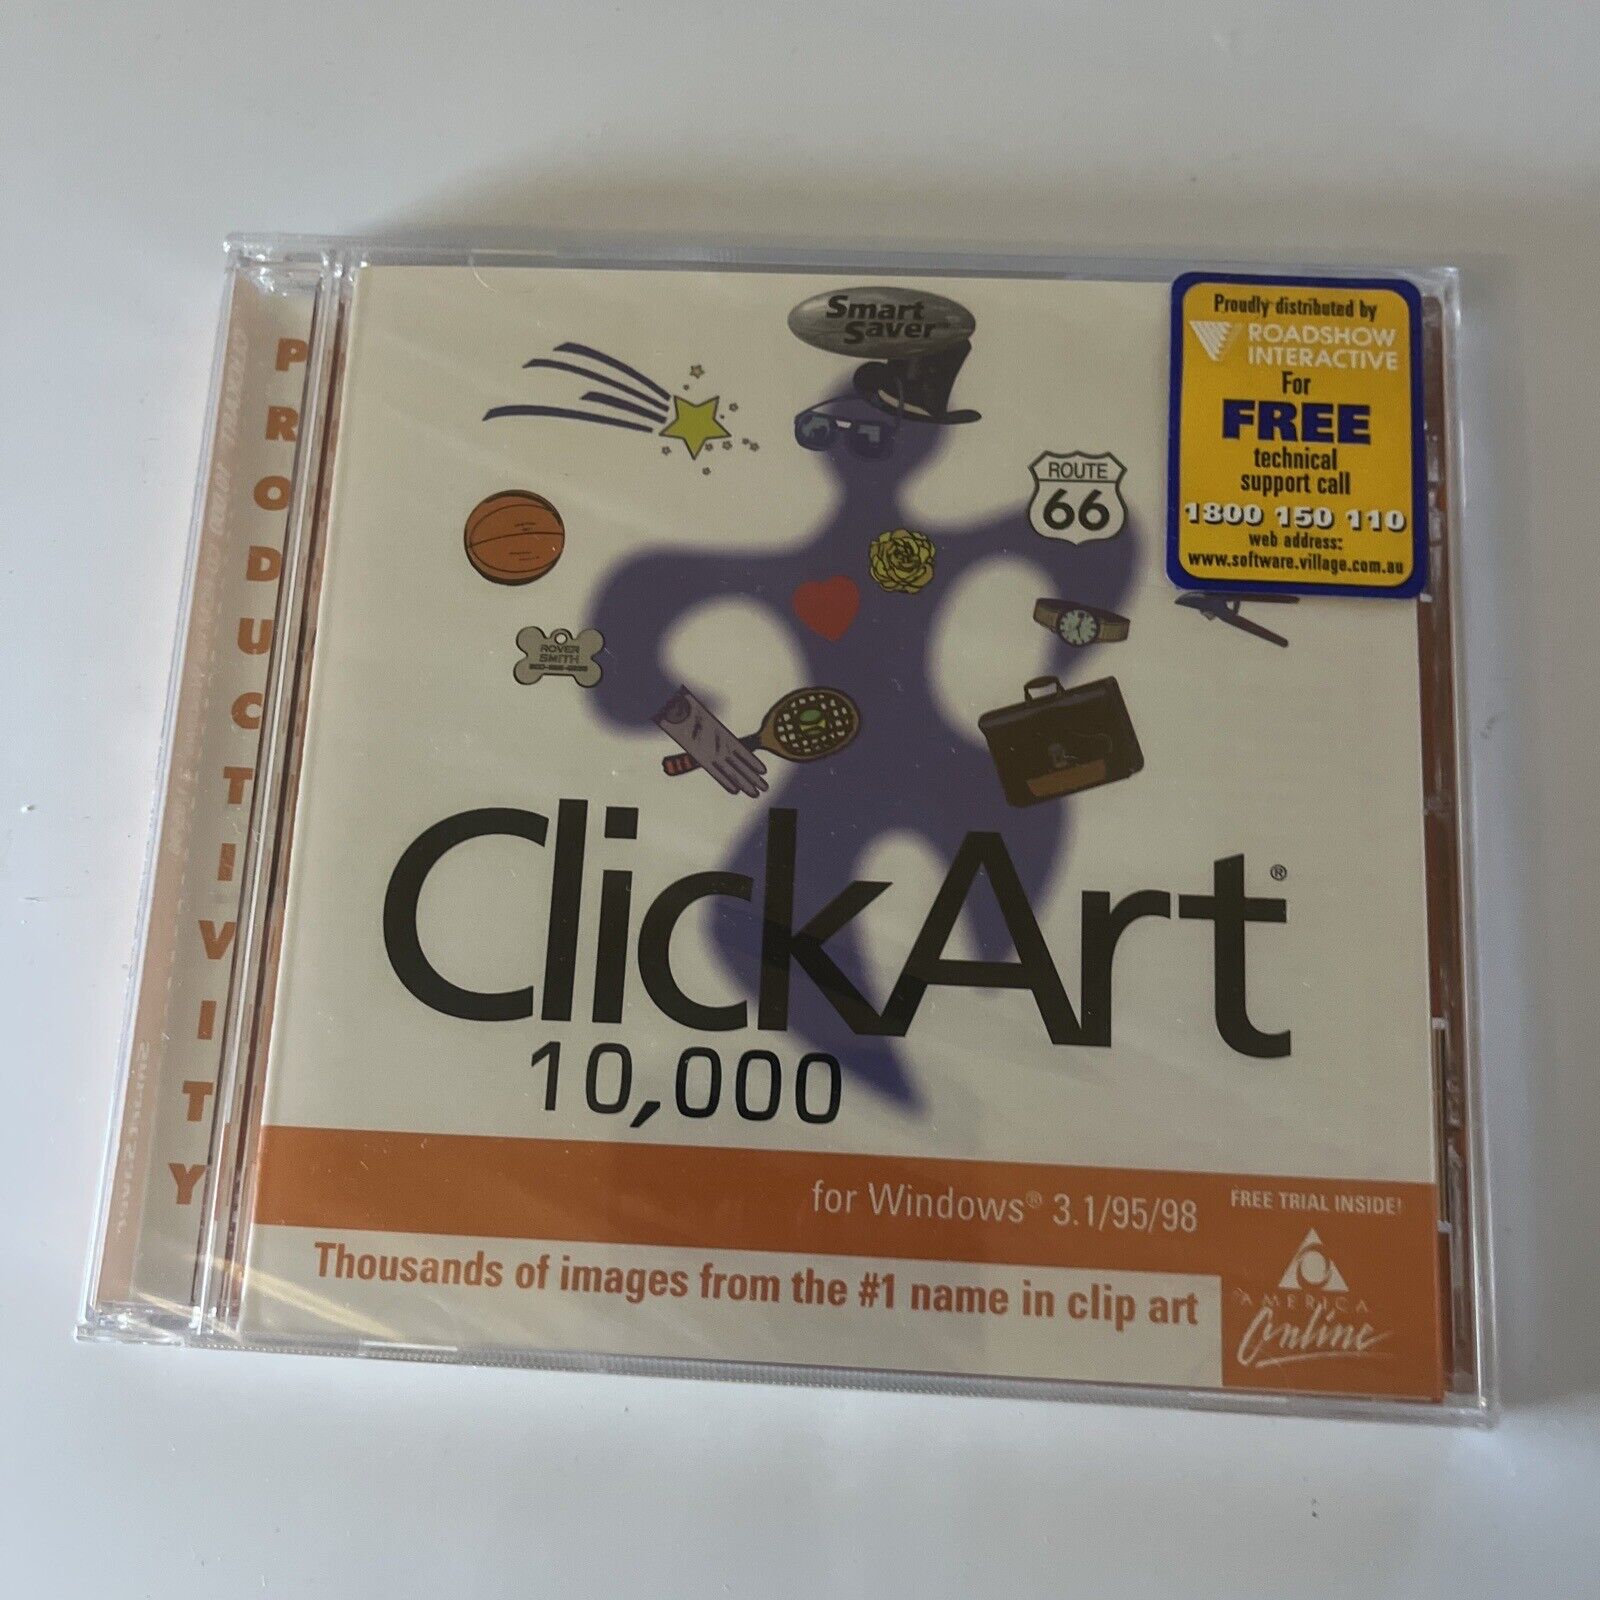 Smart
Saver
Proudly distributed by
ROADSHOW
INTERACTIVE
For
FREE
technical
support call
1800 150 110
web address:
www.software.village.com.au
ROUTE
66
ROVER
SMITH
PRODUCTIVITY
ClickArt®
10,000
for Windows® 3.1/95/98
FREE TRIAL INSIDE!
Thousands of images from the #1 name in clip art
AMERICA
Online